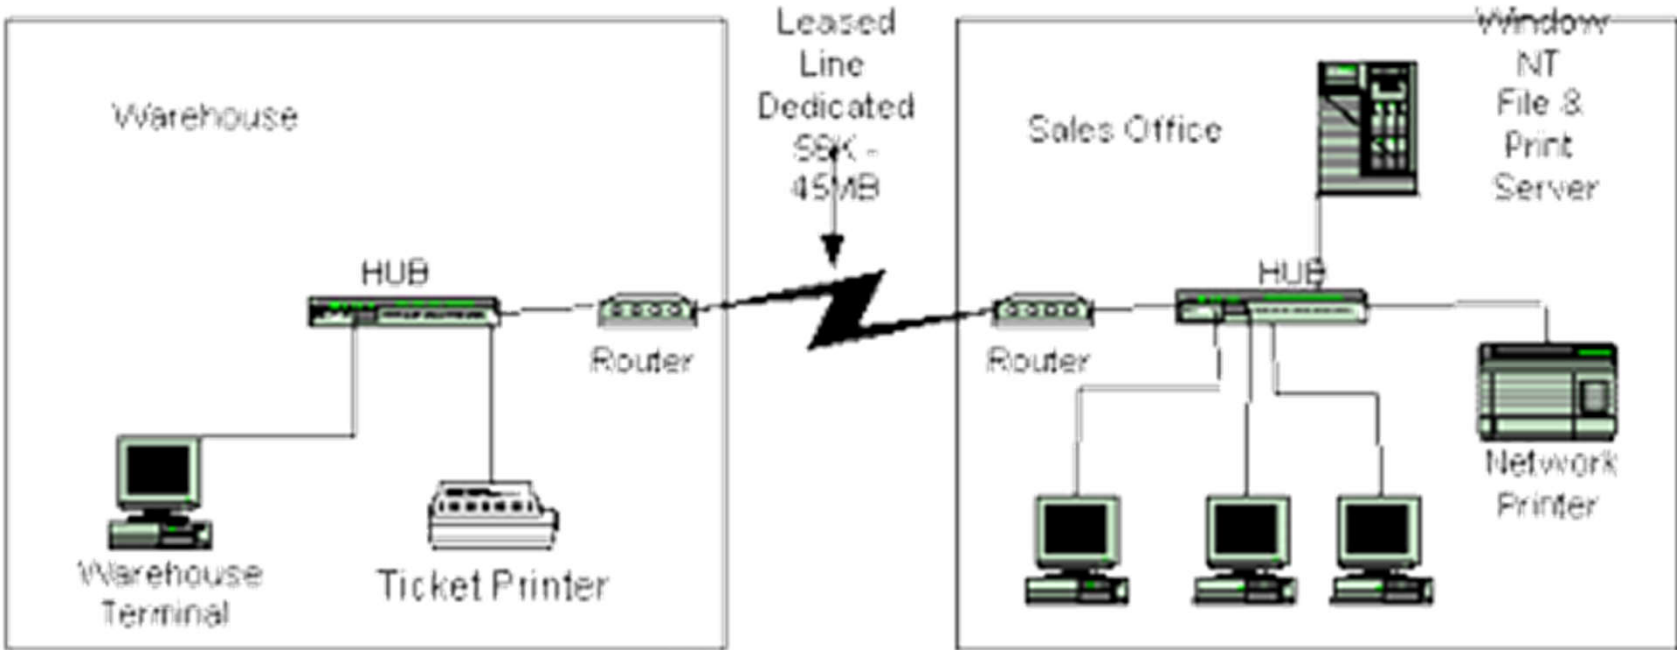 Warehouse
HUB
Router
Warehouse
Terminal
Ticket Printer
Leased
Line
Dedicated
45MB
Sales Office
Window
NT
File &
Print
Server
HUB
Router
Network
Printer